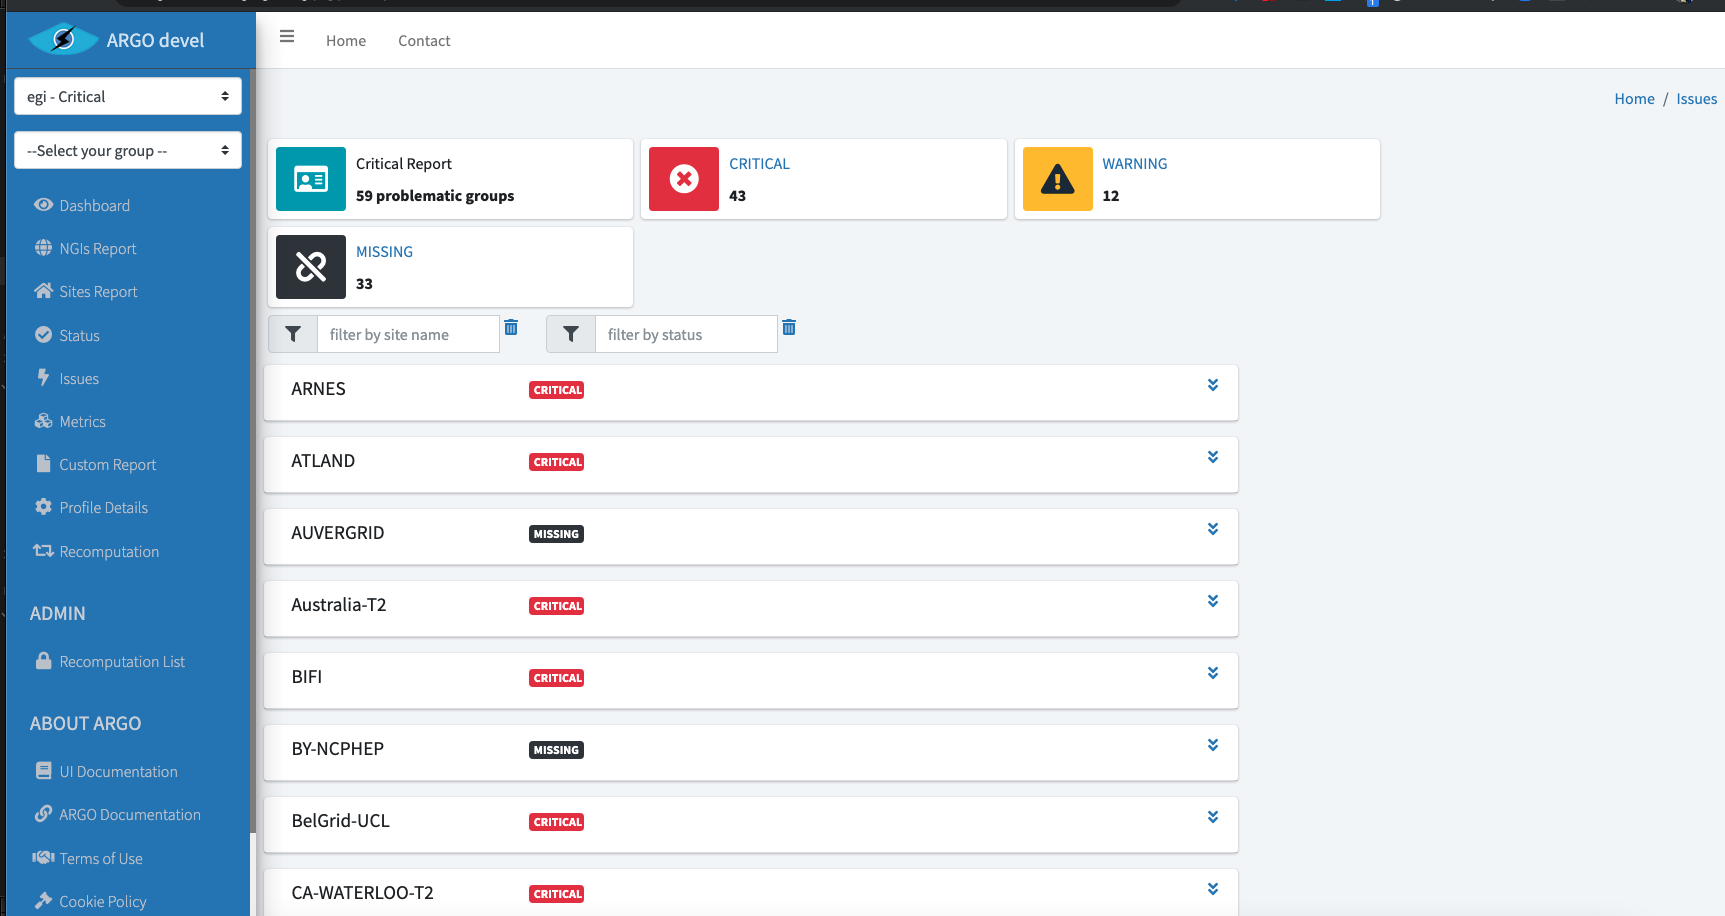 ARGO devel
Home
Contact
egi - Critical
--Select your group --
Dashboard
NGIs Report
Sites Report
Status
Issues
Metrics
Custom Report
Profile Details
Recomputation
ADMIN
Recomputation List
ABOUT ARGO
UI Documentation
ARGO Documentation
Terms of Use
Cookie Policy
Home / Issues
Critical Report
59 problematic groups
CRITICAL
43
WARNING
12
MISSING
33
filter by site name
filter by status
ARNES CRITICAL
ATLAND CRITICAL
AUVERGRID MISSING
Australia-T2 CRITICAL
BIFI CRITICAL
BY-NCPHEP MISSING
BelGrid-UCL CRITICAL
CA-WATERLOO-T2 CRITICAL